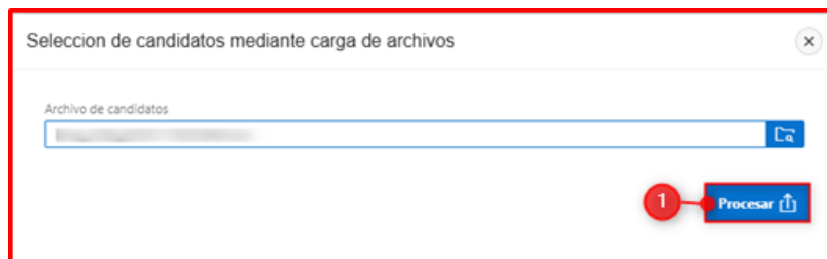 Seleccion de candidatos mediante carga de archivos
Archivo de candidatos
1
Procesar